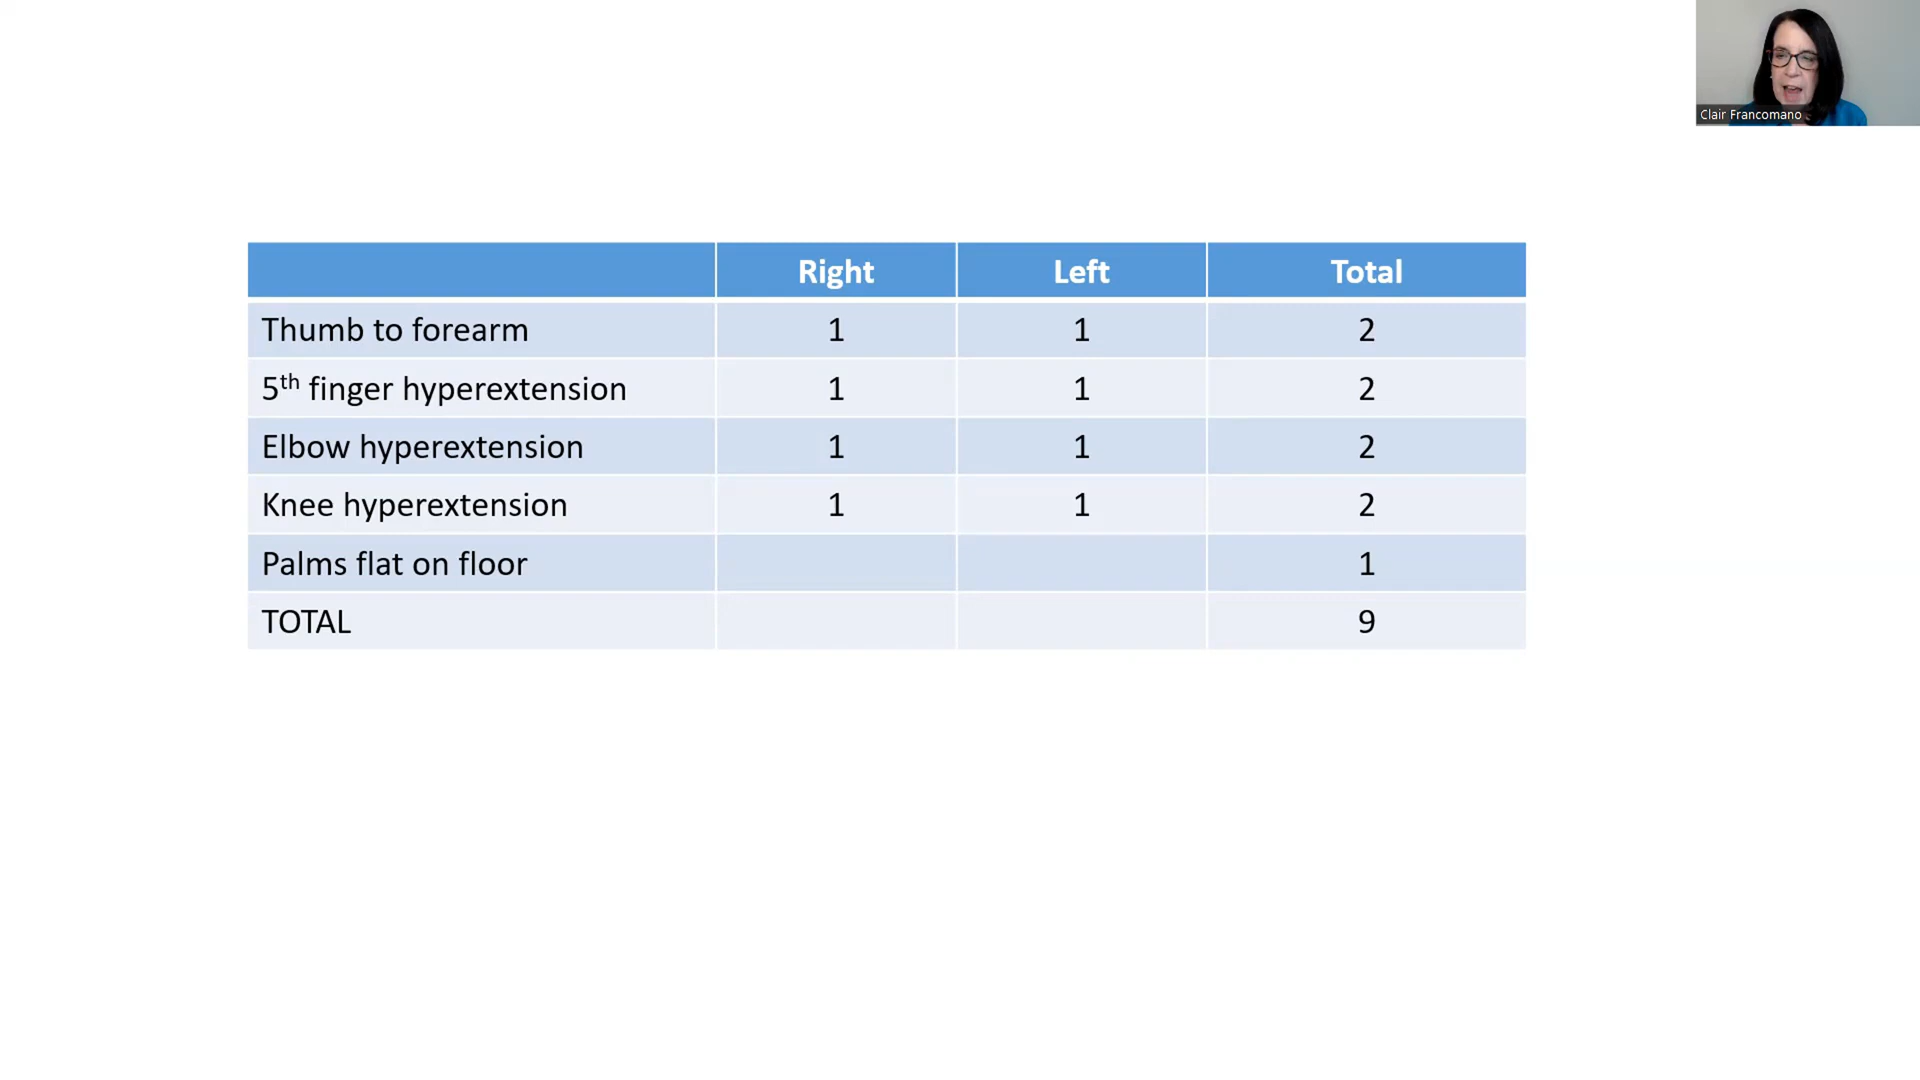 Clair Francomano
Right Left Total
Thumb to forearm 1 1 2
5th finger hyperextension 1 1 2
Elbow hyperextension 1 1 2
Knee hyperextension 1 1 2
Palms flat on floor 1
TOTAL 9